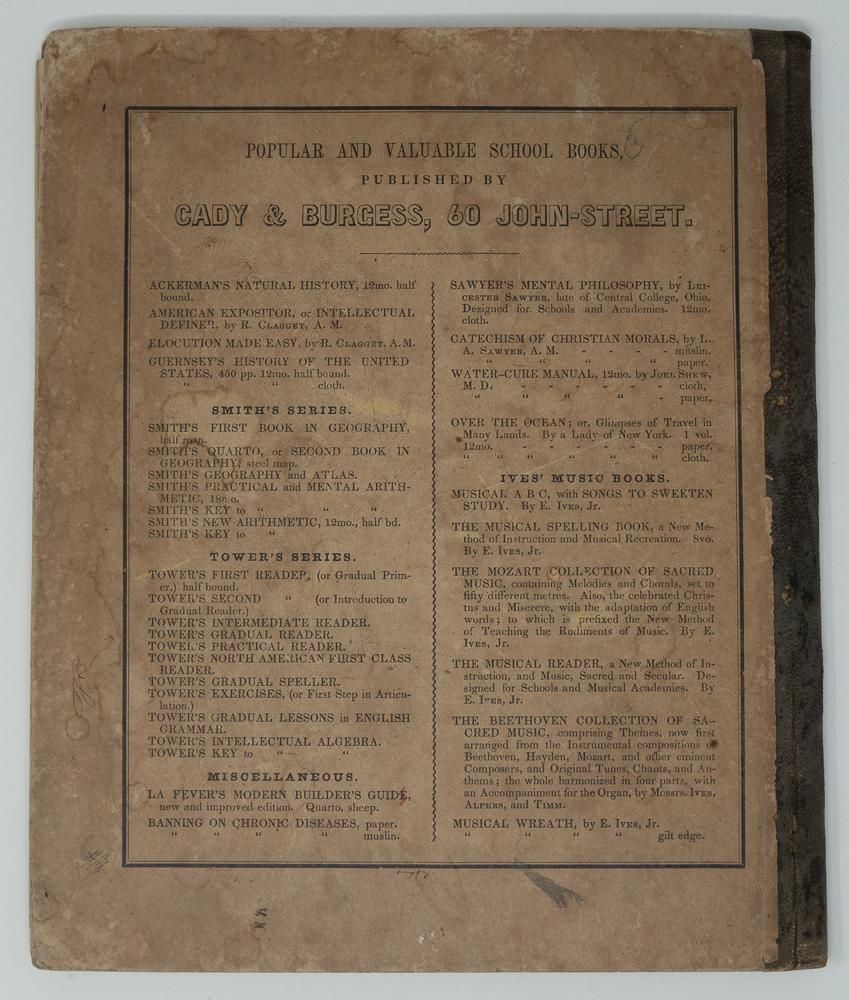 POPULAR AND VALUABLE SCHOOL BOOKS,
PUBLISHED BY
CADY & BURGESS, 60 JOHN-STREET.
ACKERMAN'S NATURAL HISTORY, 12mo. half
bound.
AMERICAN EXPOSITOR, or INTELLECTUAL
DEFINER, by R. CLAGGET, A. M.
ELOCUTION MADE EASY, by R. CLAGGET, A. M.
GUERNSEY'S HISTORY OF THE UNITED
STATES, 450 pp. 12mo. half bound.
" " cloth.
SMITH'S SERIES.
SMITH'S FIRST BOOK IN GEOGRAPHY,
half roan.
SMITH'S QUARTO, or SECOND BOOK IN
GEOGRAPHY, steel map.
SMITH'S GEOGRAPHY and ATLAS.
SMITH'S PRACTICAL and MENTAL ARITH-
METIC, 18mo.
SMITH'S KEY to " " "
SMITH'S NEW ARITHMETIC, 12mo., half bd.
SMITH'S KEY to "
TOWER'S SERIES.
TOWER'S FIRST READER, (or Gradual Prim-
er,) half bound.
TOWER'S SECOND " (or Introduction to
Gradual Reader.)
TOWER'S INTERMEDIATE READER.
TOWER'S GRADUAL READER.
TOWER'S PRACTICAL READER.
TOWER'S NORTH AMERICAN FIRST CLASS
READER.
TOWER'S GRADUAL SPELLER.
TOWER'S EXERCISES, (or First Step in Articu-
lation.)
TOWER'S GRADUAL LESSONS in ENGLISH
GRAMMAR.
TOWER'S INTELLECTUAL ALGEBRA.
TOWER'S KEY to " "
MISCELLANEOUS.
LA FEVER'S MODERN BUILDER'S GUIDE,
new and improved edition. Quarto, sheep.
BANNING ON CHRONIC DISEASES, paper.
" " " " muslin.
SAWYER'S MENTAL PHILOSOPHY, by LEI-
CESTER SAWYER, late of Central College, Ohio.
Designed for Schools and Academies. 12mo.
cloth.
CATECHISM OF CHRISTIAN MORALS, by L.
A. SAWYER, A. M. - - - - muslin.
" " " " paper.
WATER-CURE MANUAL, 12mo. by JOEL SHEW,
M. D. - - - - - cloth,
" " " " - paper.
OVER THE OCEAN; or, Glimpses of Travel in
Many Lands. By a Lady of New York. 1 vol.
12mo. - - - - - paper.
" " " " " " cloth.
IVES' MUSIC BOOKS.
MUSICAL A B C, with SONGS TO SWEETEN
STUDY. By E. IVES, Jr.
THE MUSICAL SPELLING BOOK, a New Me-
thod of Instruction and Musical Recreation. 8vo.
By E. IVES, Jr.
THE MOZART COLLECTION OF SACRED
MUSIC, containing Melodies and Chorals, set to
fifty different metres. Also, the celebrated Chris-
tus and Miserere, with the adaptation of English
words; to which is prefixed the New Method
of Teaching the Rudiments of Music. By E.
IVES, Jr.
THE MUSICAL READER, a New Method of In-
struction, and Music, Sacred and Secular. De-
signed for Schools and Musical Academies. By
E. IVES, Jr.
THE BEETHOVEN COLLECTION OF SA-
CRED MUSIC, comprising Themes, now first
arranged from the Instrumental compositions of
Beethoven, Hayden, Mozart, and other eminent
Composers, and Original Tunes, Chants, and An-
thems; the whole harmonized in four parts, with
an Accompaniment for the Organ, by Messrs. IVES,
ALPERS, and TIMM.
MUSICAL WREATH, by E. IVES, Jr.
" " " " gilt edge.